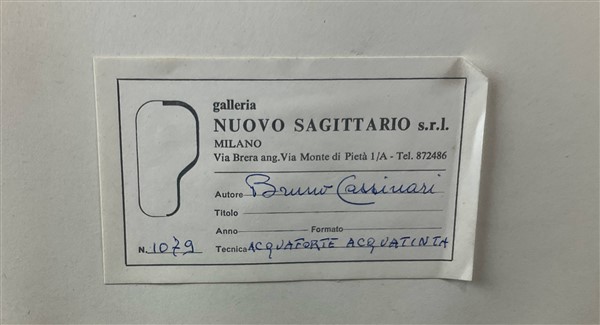 galleria
NUOVO SAGITTARIO s.r.l.
MILANO
Via Brera ang. Via Monte di Pietà 1/A - Tel. 872486
Autore Bruno Cassinari
Titolo
Anno Formato
N. 1079 Tecnica ACQUAFORTE ACQUATINTA